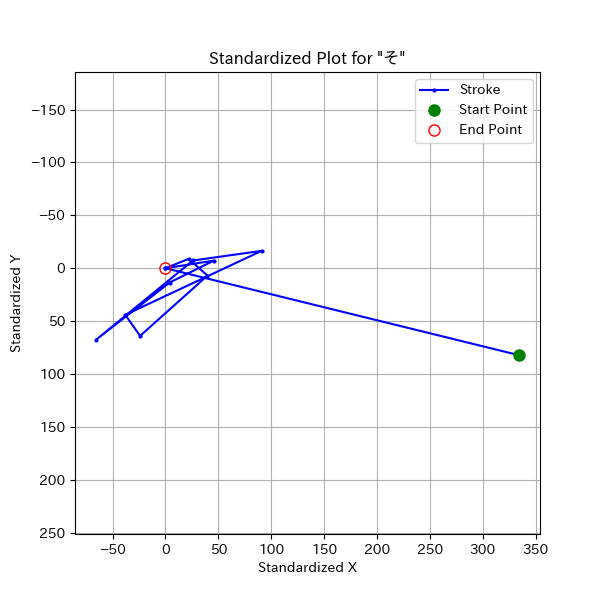 Standardized Plot for "そ"
Stroke
Start Point
End Point
Standardized Y
−150
−100
−50
0
50
100
150
200
250
−50 0 50 100 150 200 250 300 350
Standardized X